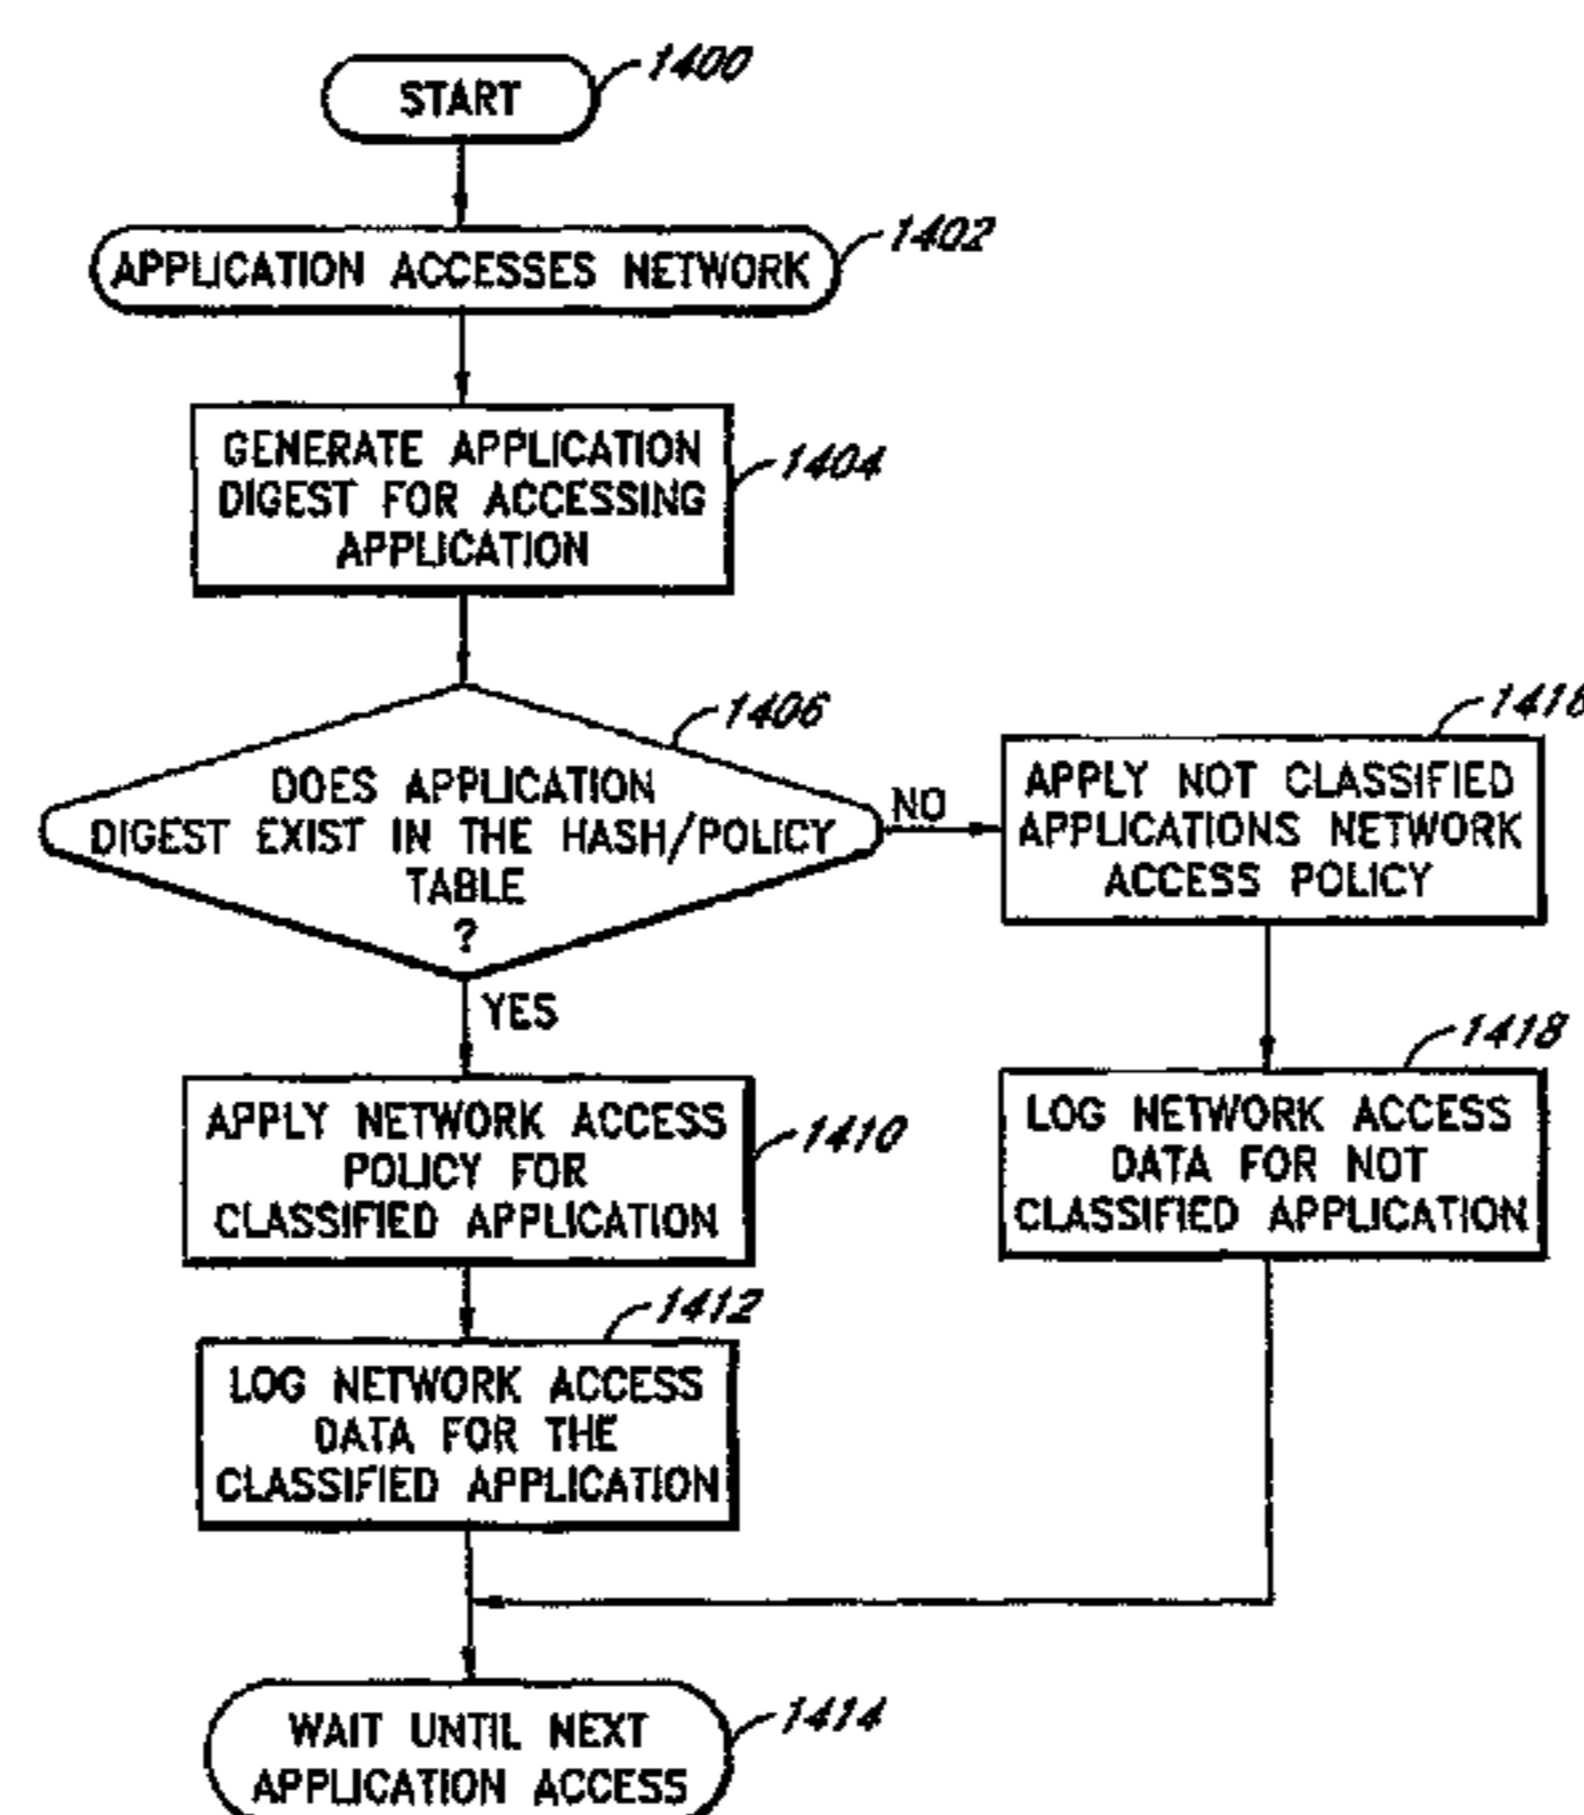 START
1400
APPLICATION ACCESSES NETWORK
1402
GENERATE APPLICATION
DIGEST FOR ACCESSING
APPLICATION
1404
DOES APPLICATION
DIGEST EXIST IN THE HASH/POLICY
TABLE
?
1406
NO
YES
APPLY NOT CLASSIFIED
APPLICATIONS NETWORK
ACCESS POLICY
1416
LOG NETWORK ACCESS
DATA FOR NOT
CLASSIFIED APPLICATION
1418
APPLY NETWORK ACCESS
POLICY FOR
CLASSIFIED APPLICATION
1410
LOG NETWORK ACCESS
DATA FOR THE
CLASSIFIED APPLICATION
1412
WAIT UNTIL NEXT
APPLICATION ACCESS
1414